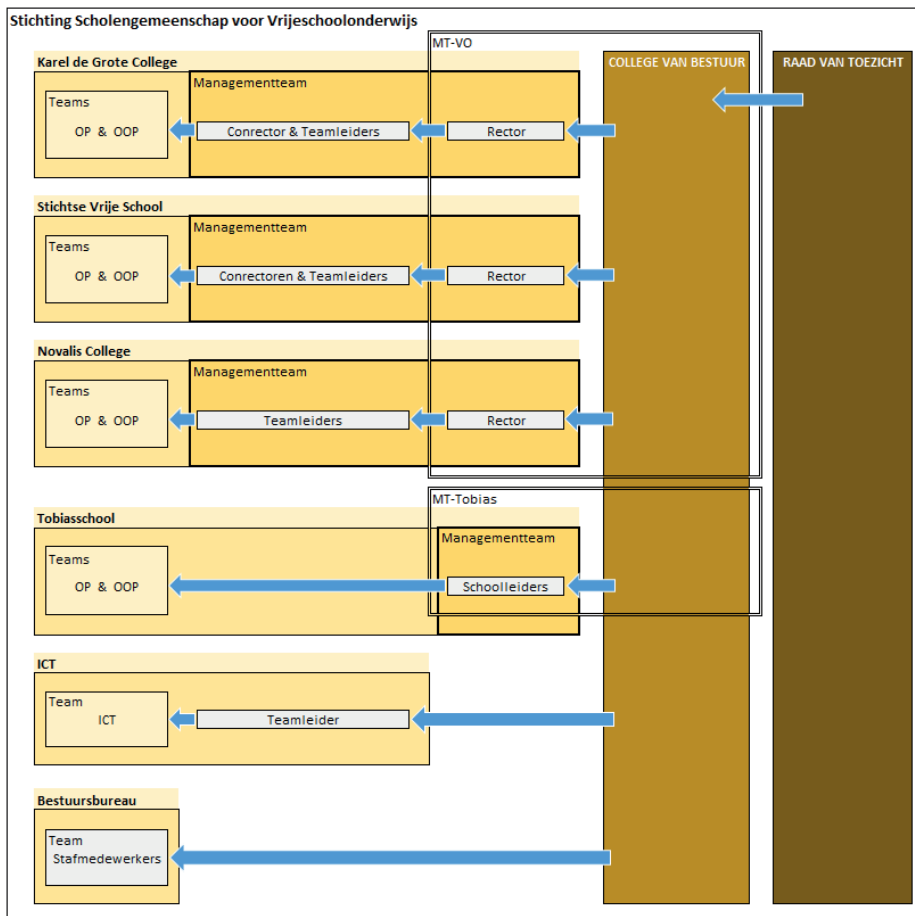 Stichting Scholengemeenschap voor Vrijeschoolonderwijs
MT-VO
Karel de Grote College
COLLEGE VAN BESTUUR
RAAD VAN TOEZICHT
Managementteam
Teams
OP & OOP
Conrector & Teamleiders
Rector
Stichtse Vrije School
Managementteam
Teams
OP & OOP
Conrectoren & Teamleiders
Rector
Novalis College
Managementteam
Teams
OP & OOP
Teamleiders
Rector
MT-Tobias
Tobiasschool
Managementteam
Teams
OP & OOP
Schoolleiders
ICT
Team
ICT
Teamleider
Bestuursbureau
Team
Stafmedewerkers